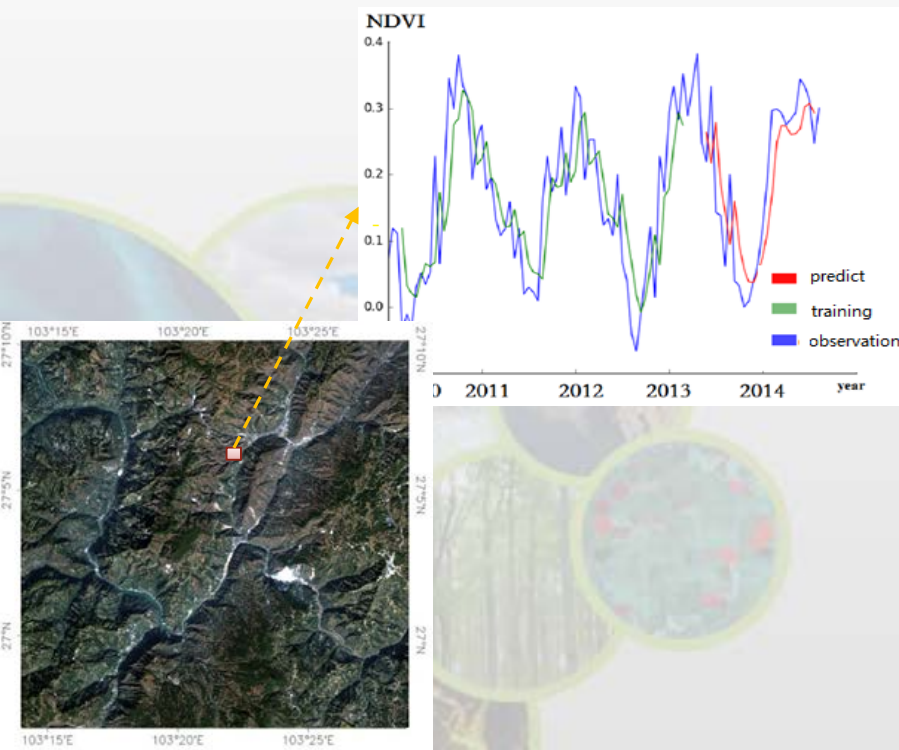 NDVI
0.4
0.3
0.2
0.1
0.0
predict
training
observation
0 2011 2012 2013 2014 year
103°15'E 103°20'E 103°25'E
27°10'N 27°10'N
27°5'N 27°5'N
27°N 27°N
103°15'E 103°20'E 103°25'E